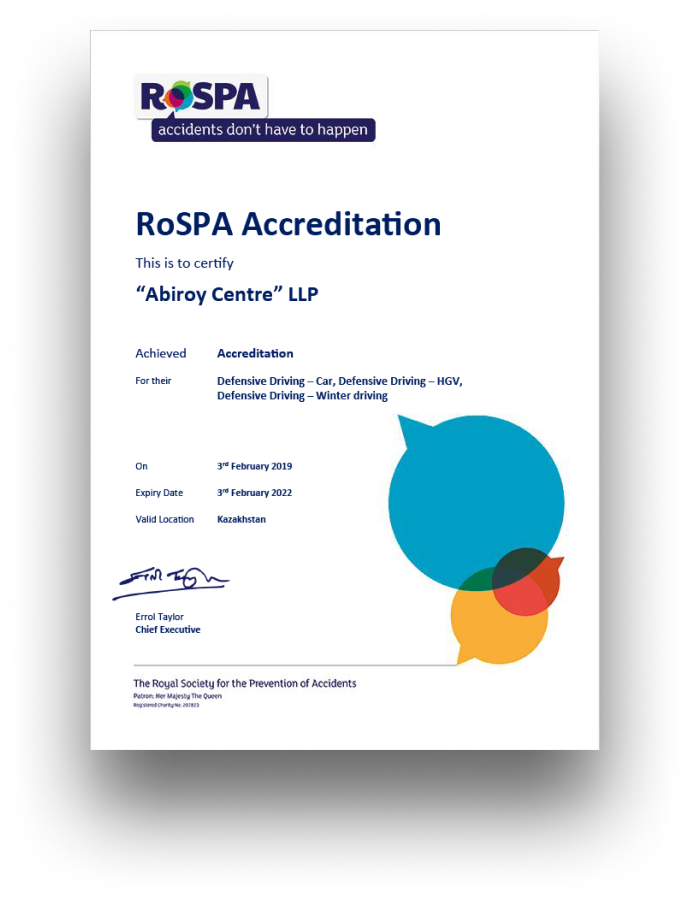 RoSPA
accidents don't have to happen
RoSPA Accreditation
This is to certify
“Abiroy Centre” LLP
Achieved Accreditation
For their Defensive Driving – Car, Defensive Driving – HGV,
Defensive Driving – Winter driving
On 3rd February 2019
Expiry Date 3rd February 2022
Valid Location Kazakhstan
Errol Taylor
Chief Executive
The Royal Society for the Prevention of Accidents
Patron: Her Majesty The Queen
Registered Charity No. 207823